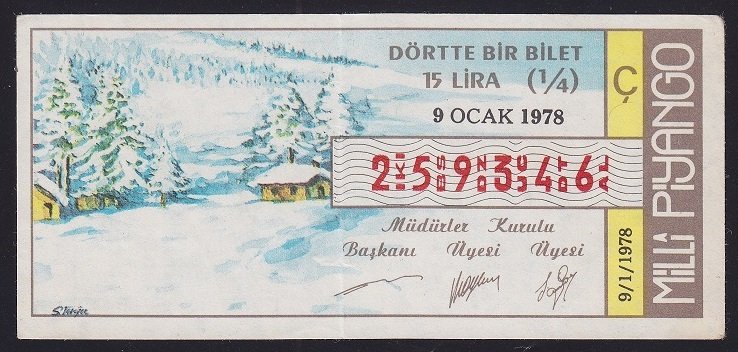 DÖRTTE BİR BİLET
15 LİRA (1/4)
9 OCAK 1978
259346
Müdürler Kurulu
Başkanı Üyesi Üyesi
Ç
9/1/1978
MİLLİ PİYANGO